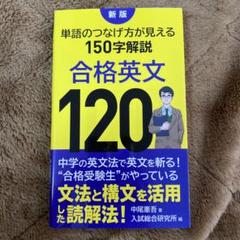 新版
単語のつなげ方が見える
150字解説
合格英文
120
中学の英文法で英文を斬る！
“合格受験生”がやっている
文法と構文を活用
した読解法！
中尾悟吾 著
入試総合研究所 編